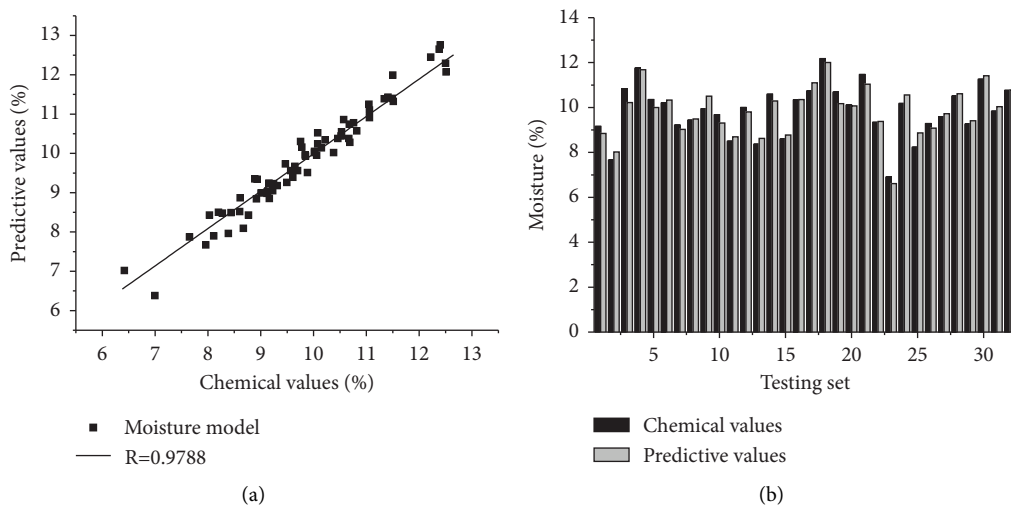 13
12
11
10
9
8
7
6
Predictive values (%)
6 7 8 9 10 11 12 13
Chemical values (%)
Moisture model
R=0.9788
(a)
14
12
10
8
6
4
2
0
Moisture (%)
5 10 15 20 25 30
Testing set
Chemical values
Predictive values
(b)